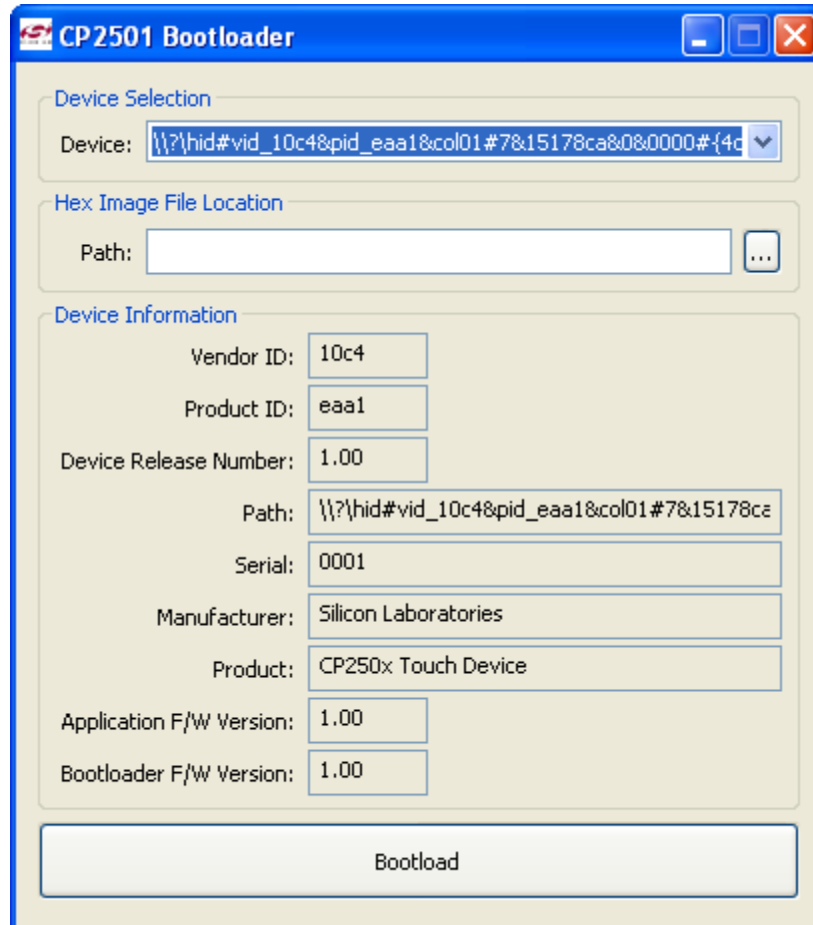 CP2501 Bootloader
Device Selection
Device: \\?\hid#vid_10c4&pid_eaa1&col01#7&15178ca&0&0000#{4d
Hex Image File Location
Path:
...
Device Information
Vendor ID: 10c4
Product ID: eaa1
Device Release Number: 1.00
Path: \\?\hid#vid_10c4&pid_eaa1&col01#7&15178ca
Serial: 0001
Manufacturer: Silicon Laboratories
Product: CP250x Touch Device
Application F/W Version: 1.00
Bootloader F/W Version: 1.00
Bootload